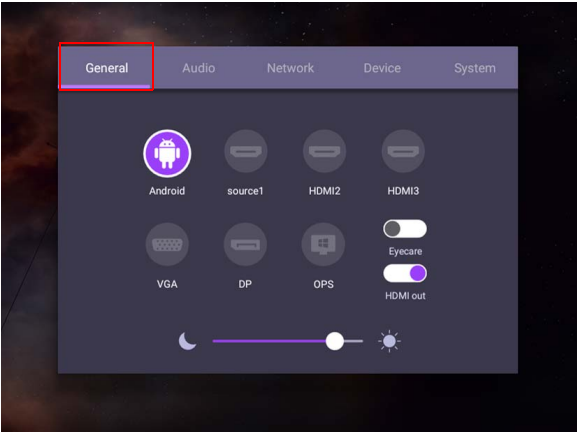 General Audio Network Device System
Android source1 HDMI2 HDMI3
Eyecare
VGA DP OPS
HDMI out